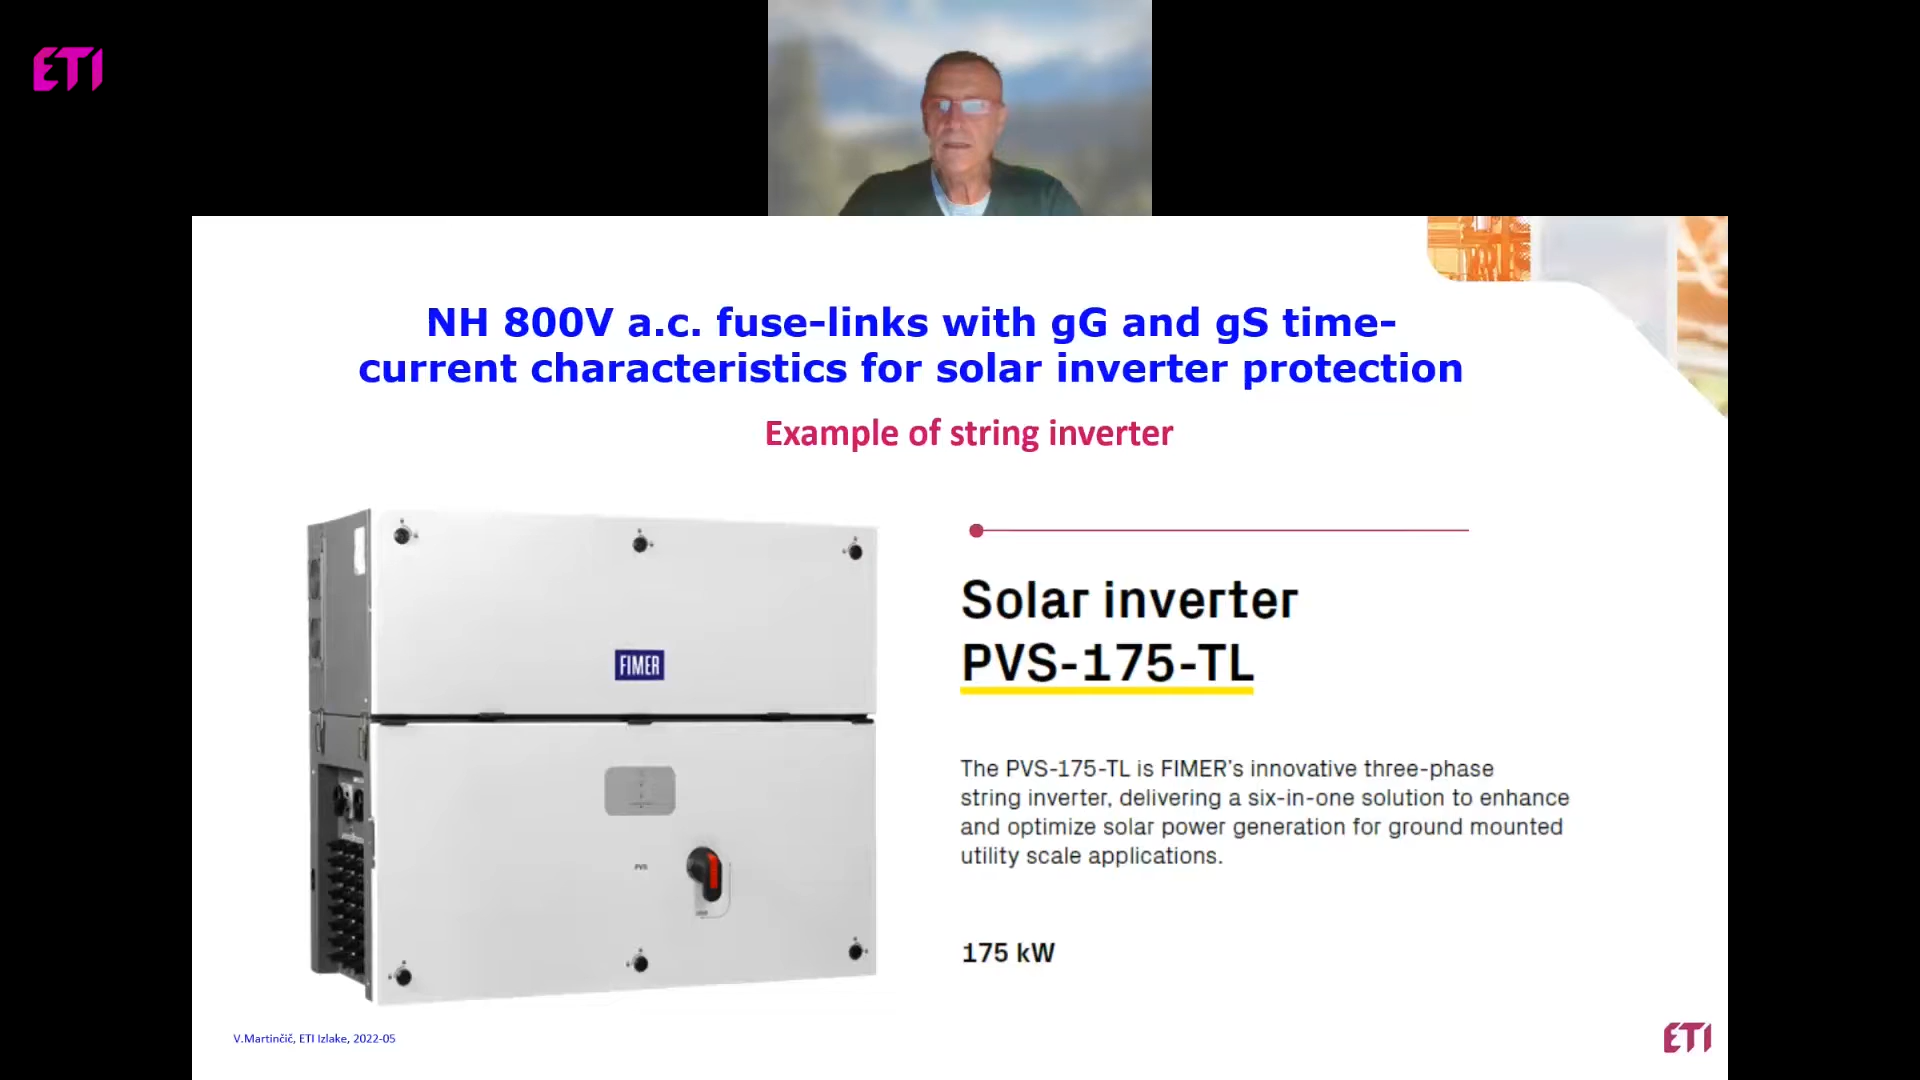 ETI
NH 800V a.c. fuse-links with gG and gS time-
current characteristics for solar inverter protection
Example of string inverter
FIMER
PVS
Solar inverter
PVS-175-TL
The PVS-175-TL is FIMER's innovative three-phase
string inverter, delivering a six-in-one solution to enhance
and optimize solar power generation for ground mounted
utility scale applications.
175 kW
V.Martinčič, ETI Izlake, 2022-05
ETI